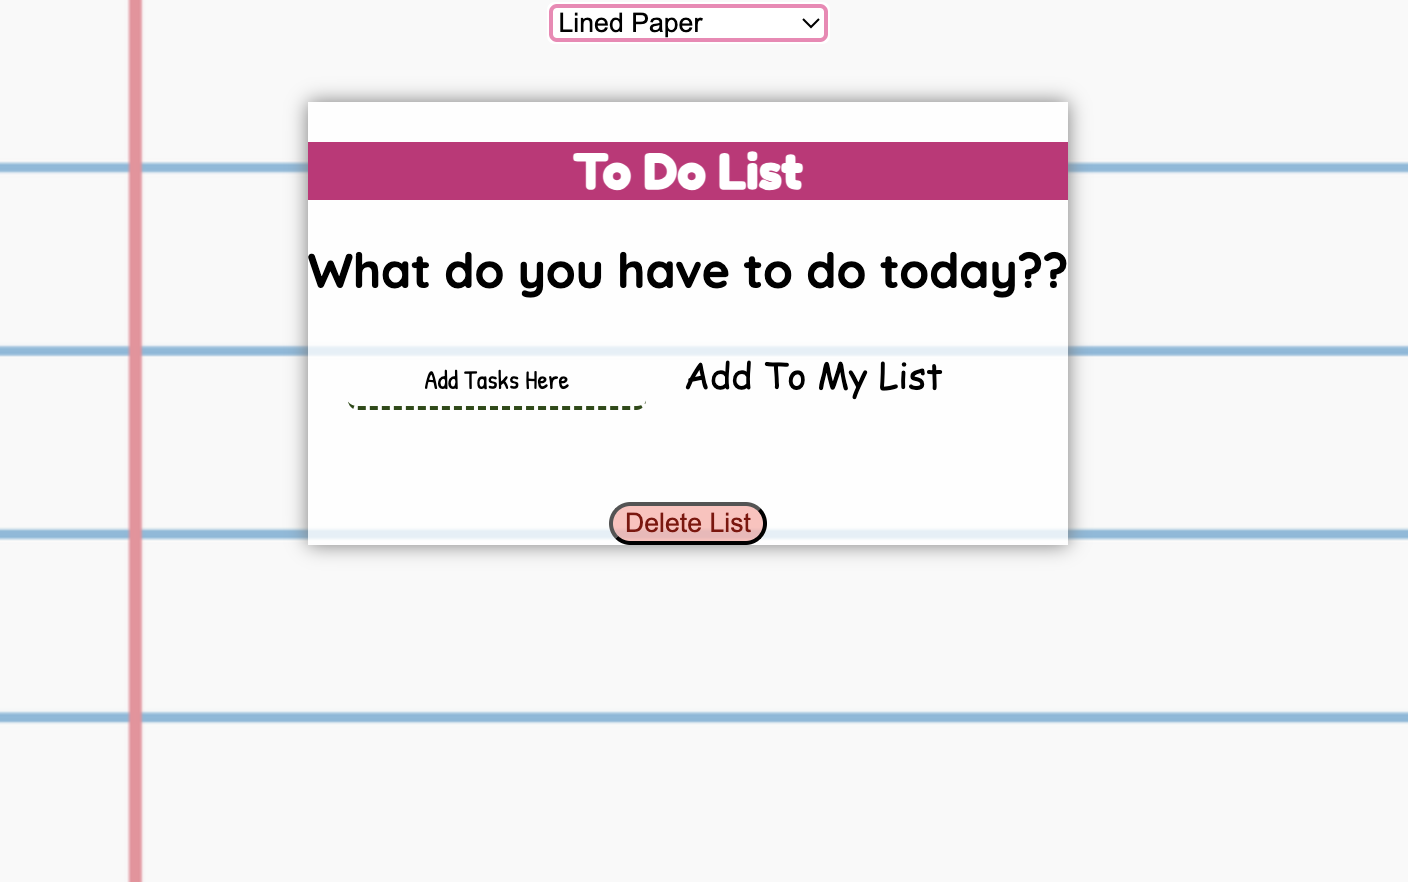 Lined Paper
To Do List
What do you have to do today??
Add Tasks Here
Add To My List
Delete List